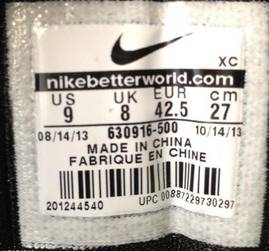 XC
nikebetterworld.com
US UK EUR cm
9 8 42.5 27
08/14/13 630916-500 10/14/13
MADE IN CHINA
FABRIQUE EN CHINE
201244540 UPC 00887229730297